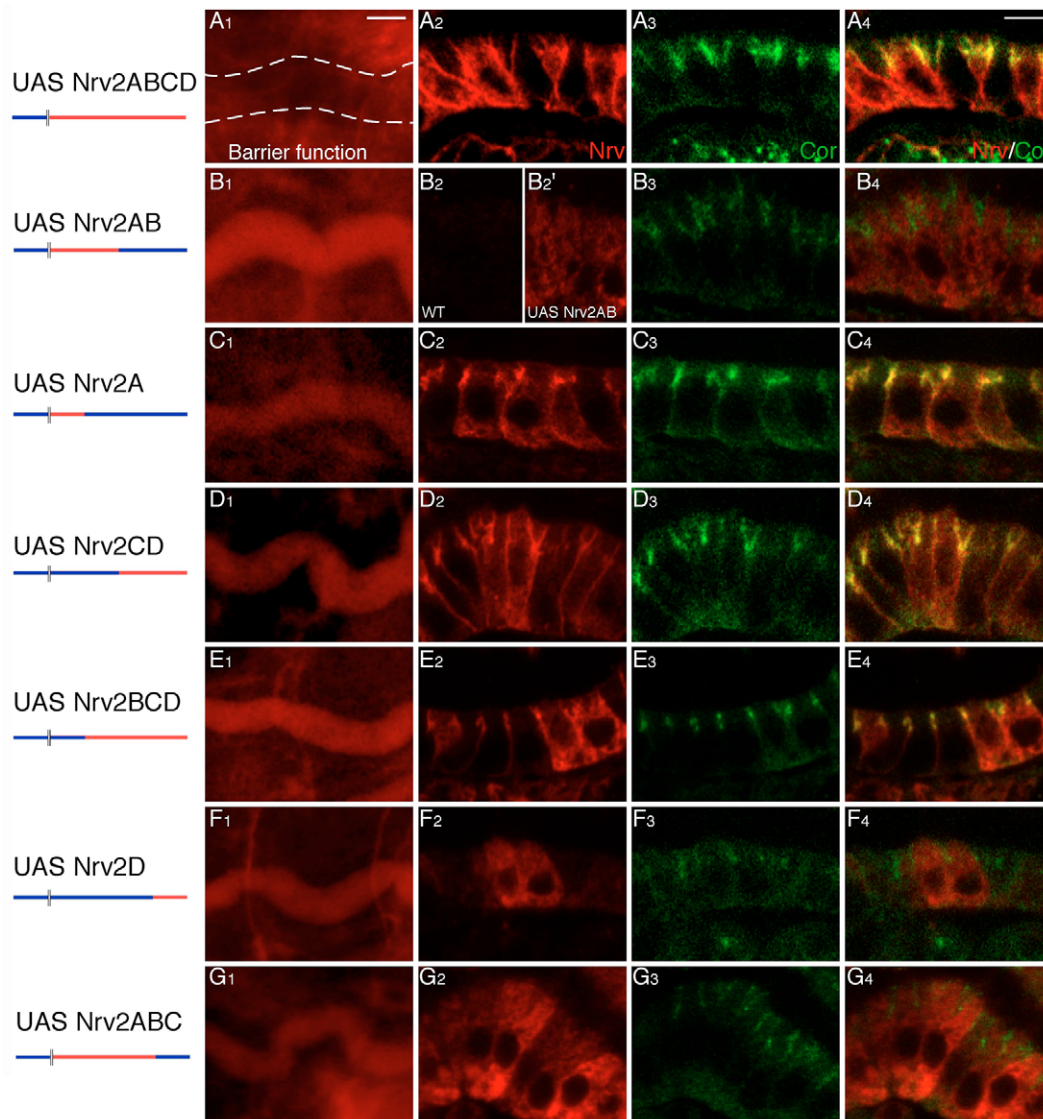 UAS Nrv2ABCD
A1
Barrier function
A2
Nrv
A3
Cor
A4
Nrv/Co
UAS Nrv2AB
B1
B2
WT
B2'
UAS Nrv2AB
B3
B4
UAS Nrv2A
C1
C2
C3
C4
UAS Nrv2CD
D1
D2
D3
D4
UAS Nrv2BCD
E1
E2
E3
E4
UAS Nrv2D
F1
F2
F3
F4
UAS Nrv2ABC
G1
G2
G3
G4